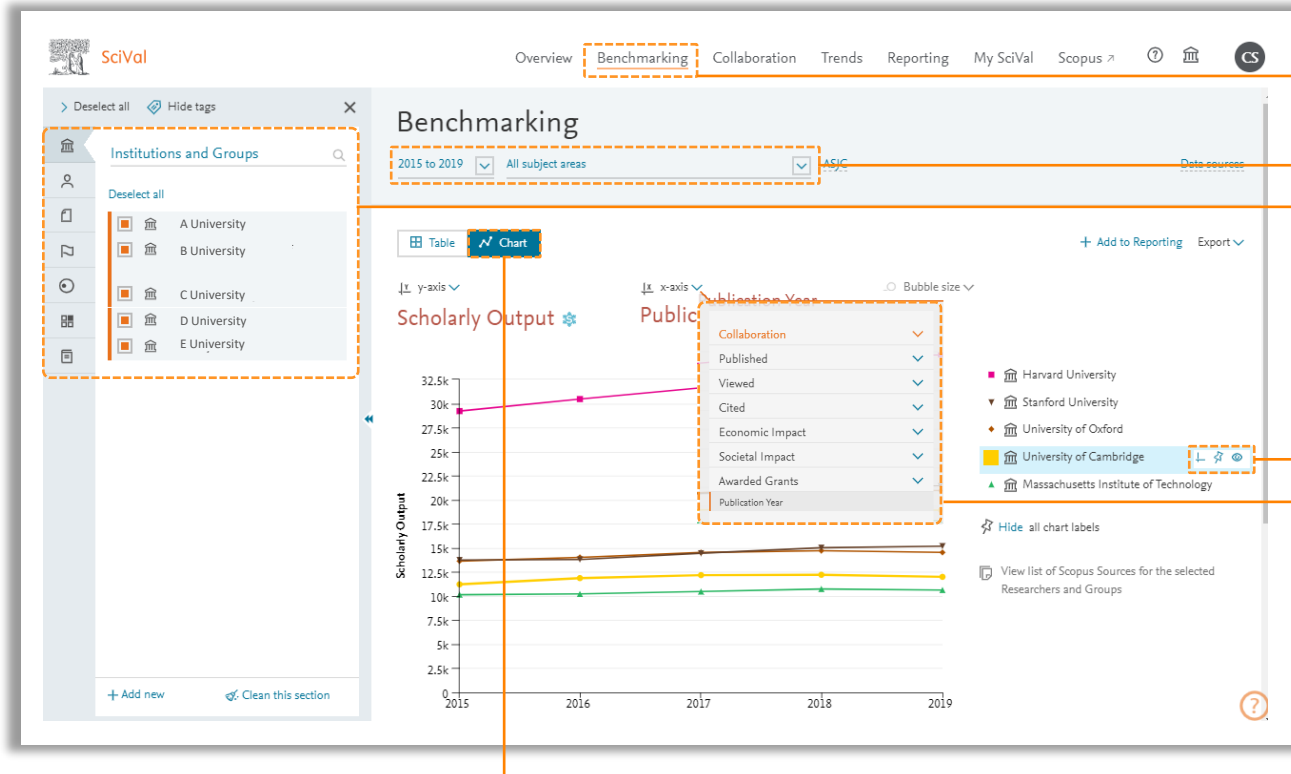 SciVal
Overview Benchmarking Collaboration Trends Reporting My SciVal Scopus ↗ ? CS
Deselect all Hide tags
Institutions and Groups
Deselect all
A University
B University
C University
D University
E University
+ Add new Clean this section
Benchmarking
2015 to 2019 All subject areas ASJC Data sources
Table Chart + Add to Reporting Export
y-axis x-axis Bubble size
Scholarly Output Public
Publication Year
Collaboration
Published
Viewed
Cited
Economic Impact
Societal Impact
Awarded Grants
Publication Year
Scholarly Output
32.5k
30k
27.5k
25k
22.5k
20k
17.5k
15k
12.5k
10k
7.5k
5k
2.5k
0
2015 2016 2017 2018 2019
Harvard University
Stanford University
University of Oxford
University of Cambridge
Massachusetts Institute of Technology
Hide all chart labels
View list of Scopus Sources for the selected
Researchers and Groups
?